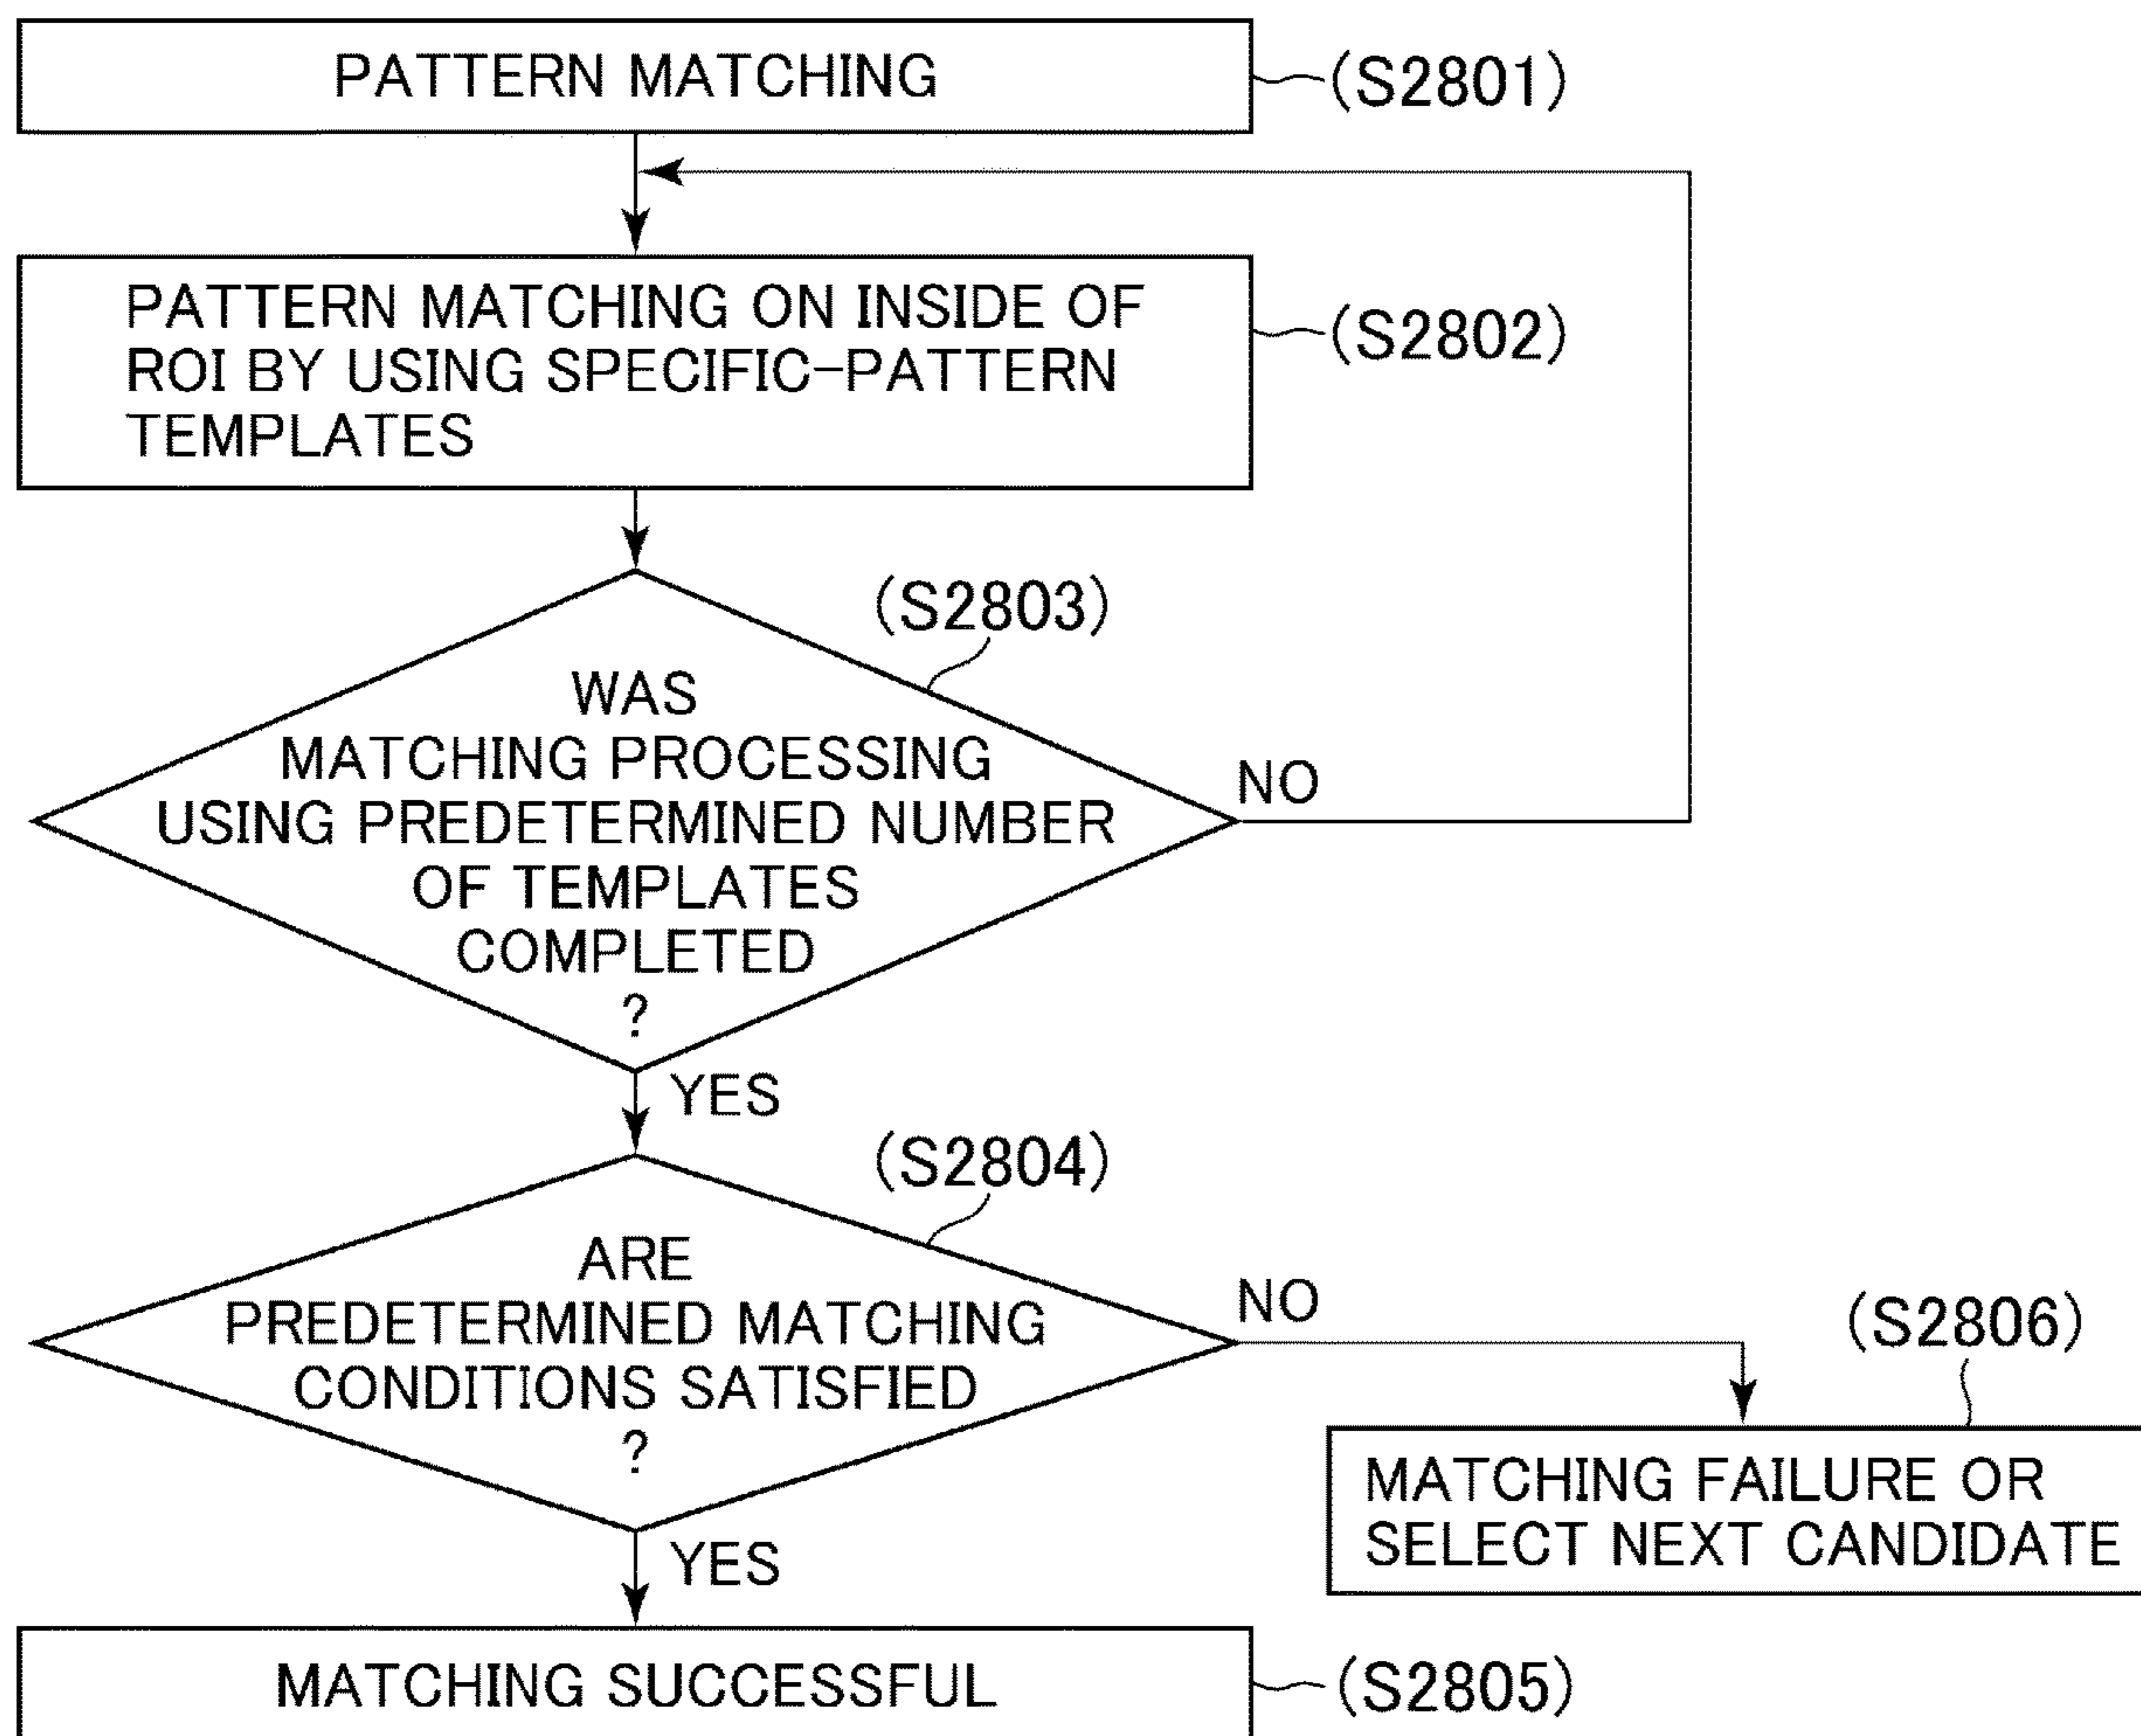 PATTERN MATCHING
(S2801)
PATTERN MATCHING ON INSIDE OF
ROI BY USING SPECIFIC-PATTERN
TEMPLATES
(S2802)
(S2803)
WAS
MATCHING PROCESSING
USING PREDETERMINED NUMBER
OF TEMPLATES
COMPLETED
?
NO
YES
(S2804)
ARE
PREDETERMINED MATCHING
CONDITIONS SATISFIED
?
NO
(S2806)
MATCHING FAILURE OR
SELECT NEXT CANDIDATE
YES
MATCHING SUCCESSFUL
(S2805)